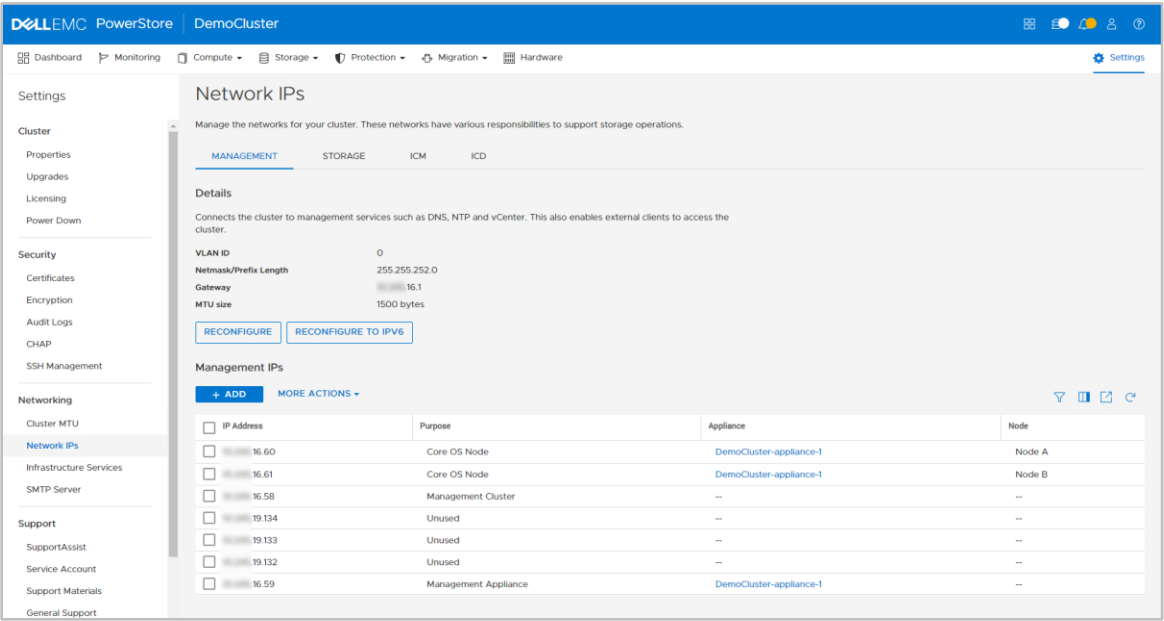 DELLEMC PowerStore DemoCluster
Dashboard Monitoring Compute Storage Protection Migration Hardware Settings
Settings
Cluster
Properties
Upgrades
Licensing
Power Down
Security
Certificates
Encryption
Audit Logs
CHAP
SSH Management
Networking
Cluster MTU
Network IPs
Infrastructure Services
SMTP Server
Support
SupportAssist
Service Account
Support Materials
General Support
Network IPs
Manage the networks for your cluster. These networks have various responsibilities to support storage operations.
MANAGEMENT STORAGE ICM ICD
Details
Connects the cluster to management services such as DNS, NTP and vCenter. This also enables external clients to access the
cluster.
VLAN ID 0
Netmask/Prefix Length 255.255.252.0
Gateway .16.1
MTU size 1500 bytes
RECONFIGURE RECONFIGURE TO IPV6
Management IPs
+ ADD MORE ACTIONS
IP Address Purpose Appliance Node
.16.60 Core OS Node DemoCluster-appliance-1 Node A
.16.61 Core OS Node DemoCluster-appliance-1 Node B
.16.58 Management Cluster -- --
.19.134 Unused -- --
.19.133 Unused -- --
.19.132 Unused -- --
.16.59 Management Appliance DemoCluster-appliance-1 --